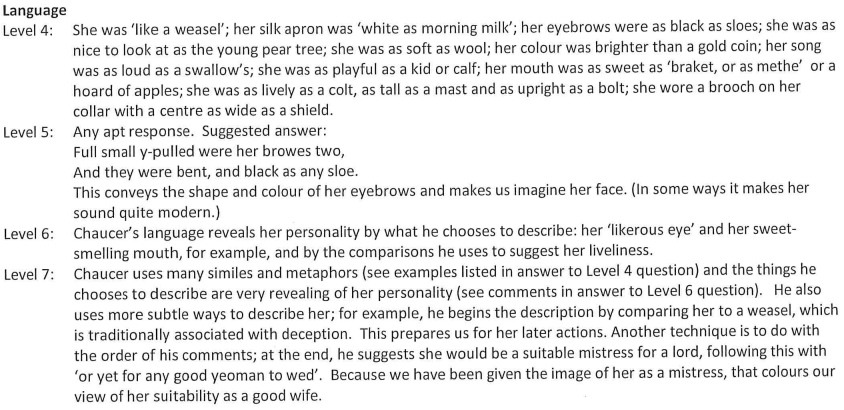 Language
Level 4: She was 'like a weasel'; her silk apron was 'white as morning milk'; her eyebrows were as black as sloes; she was as
nice to look at as the young pear tree; she was as soft as wool; her colour was brighter than a gold coin; her song
was as loud as a swallow's; she was as playful as a kid or calf; her mouth was as sweet as 'braket, or as methe' or a
hoard of apples; she was as lively as a colt, as tall as a mast and as upright as a bolt; she wore a brooch on her
collar with a centre as wide as a shield.
Level 5: Any apt response. Suggested answer:
Full small y-pulled were her browes two,
And they were bent, and black as any sloe.
This conveys the shape and colour of her eyebrows and makes us imagine her face. (In some ways it makes her
sound quite modern.)
Level 6: Chaucer's language reveals her personality by what he chooses to describe: her 'likerous eye' and her sweet-
smelling mouth, for example, and by the comparisons he uses to suggest her liveliness.
Level 7: Chaucer uses many similes and metaphors (see examples listed in answer to Level 4 question) and the things he
chooses to describe are very revealing of her personality (see comments in answer to Level 6 question). He also
uses more subtle ways to describe her; for example, he begins the description by comparing her to a weasel, which
is traditionally associated with deception. This prepares us for her later actions. Another technique is to do with
the order of his comments; at the end, he suggests she would be a suitable mistress for a lord, following this with
'or yet for any good yeoman to wed'. Because we have been given the image of her as a mistress, that colours our
view of her suitability as a good wife.